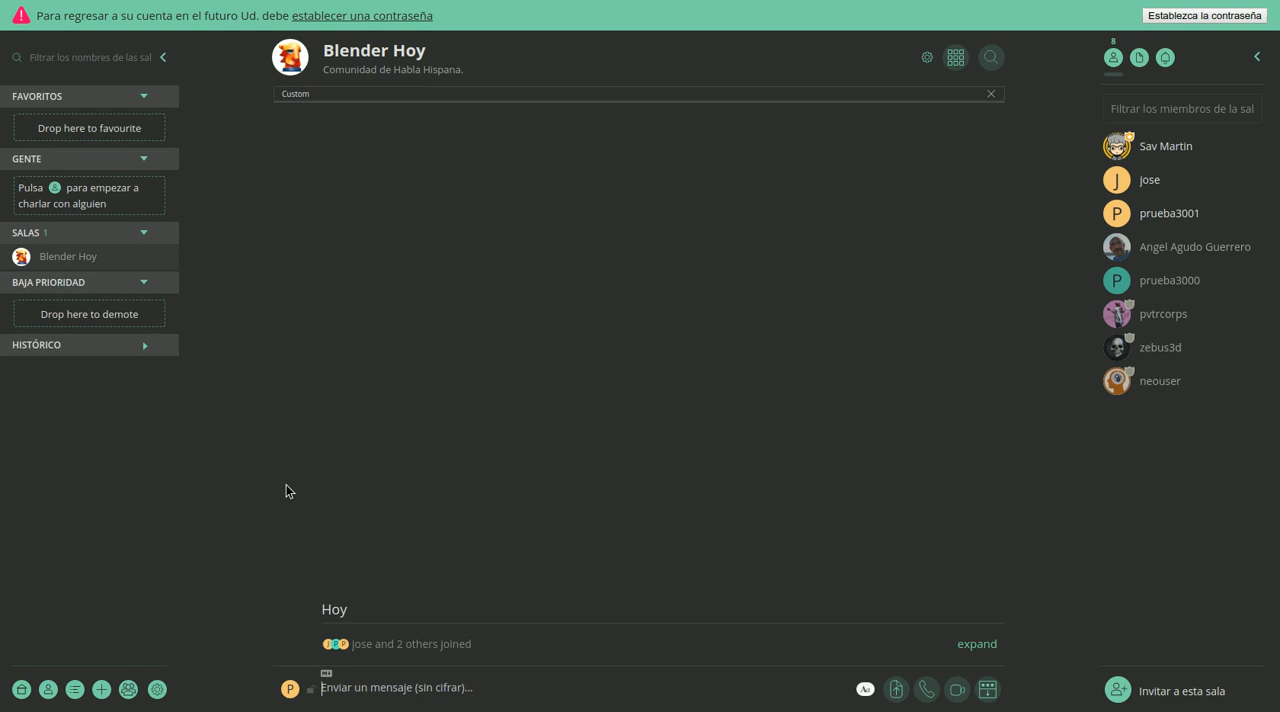 Para regresar a su cuenta en el futuro Ud. debe establecer una contraseña
Establezca la contraseña
Filtrar los nombres de las sal
FAVORITOS
Drop here to favourite
GENTE
Pulsa para empezar a
charlar con alguien
SALAS 1
Blender Hoy
BAJA PRIORIDAD
Drop here to demote
HISTÓRICO
Blender Hoy
Comunidad de Habla Hispana.
Custom
Hoy
J P P jose and 2 others joined
expand
M↓
P
Enviar un mensaje (sin cifrar)...
Aa
8
Filtrar los miembros de la sal
Sav Martin
J jose
P prueba3001
Angel Agudo Guerrero
P prueba3000
pvtrcorps
zebus3d
neouser
Invitar a esta sala